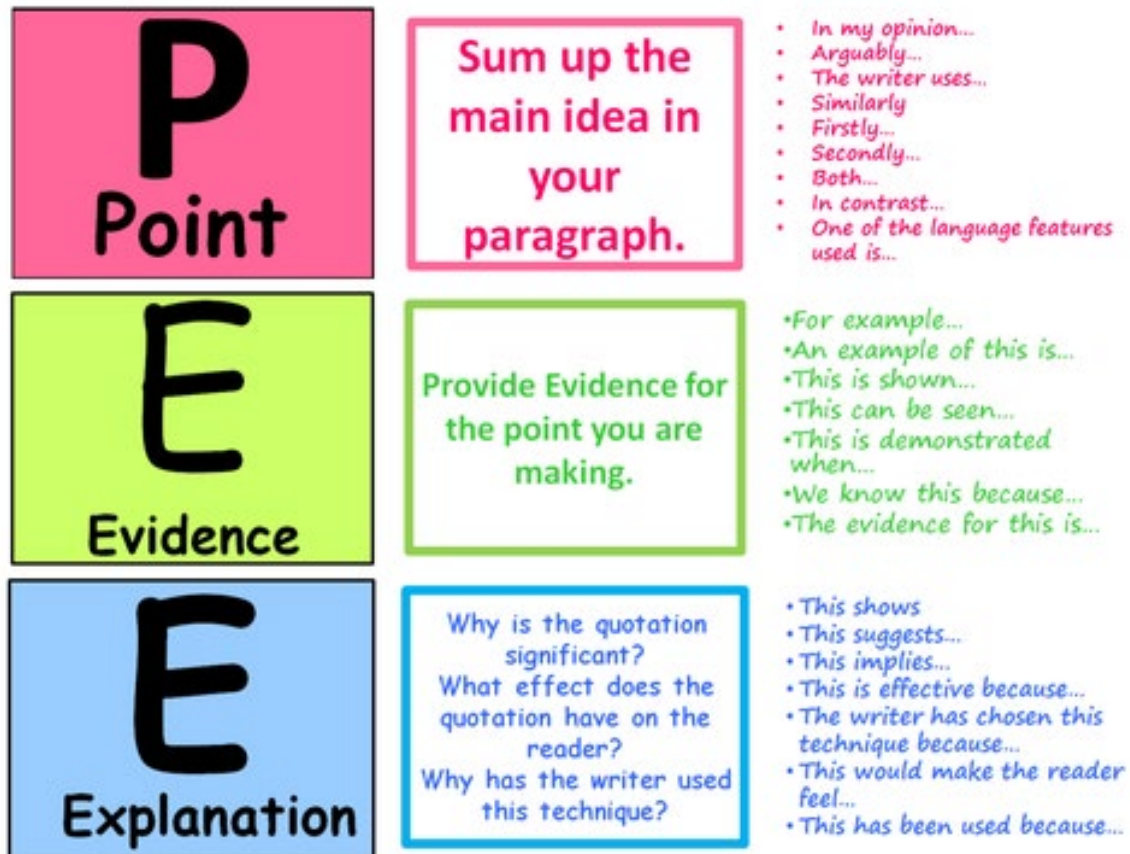 P
Point
Sum up the
main idea in
your
paragraph.
• In my opinion...
• Arguably...
• The writer uses...
• Similarly
• Firstly...
• Secondly...
• Both...
• In contrast...
• One of the language features
used is...
E
Evidence
Provide Evidence for
the point you are
making.
•For example...
•An example of this is...
•This is shown...
•This can be seen...
•This is demonstrated
when...
•We know this because...
•The evidence for this is...
E
Explanation
Why is the quotation
significant?
What effect does the
quotation have on the
reader?
Why has the writer used
this technique?
• This shows
• This suggests...
• This implies...
• This is effective because...
• The writer has chosen this
technique because...
• This would make the reader
feel...
• This has been used because...